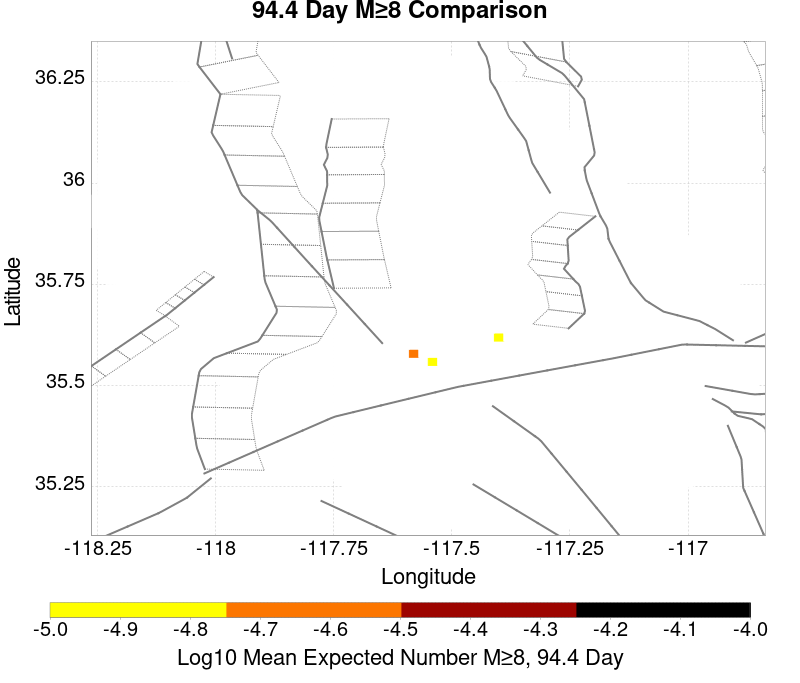 94.4 Day M≥8 Comparison
36.25
36
35.75
35.5
35.25
Latitude
-118.25 -118 -117.75 -117.5 -117.25 -117
Longitude
-5.0 -4.9 -4.8 -4.7 -4.6 -4.5 -4.4 -4.3 -4.2 -4.1 -4.0
Log10 Mean Expected Number M≥8, 94.4 Day